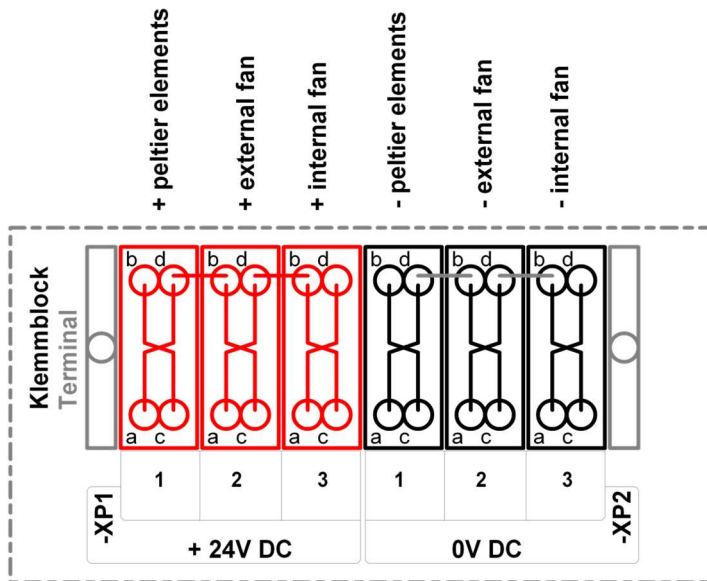 + peltier elements
+ external fan
+ internal fan
- peltier elements
- external fan
- internal fan
Klemmblock
Terminal
b d b d b d b d b d b d
a c a c a c a c a c a c
1 2 3 1 2 3
-XP1
+ 24V DC
0V DC
-XP2